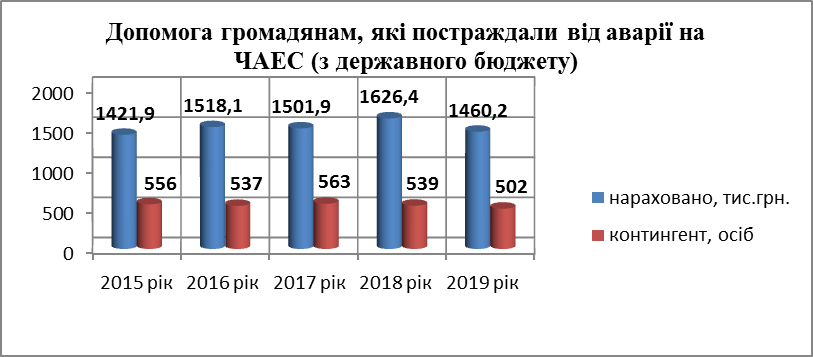 Допомога громадянам, які постраждали від аварії на
ЧАЕС (з державного бюджету)
2000
1500
1000
500
0
1421,9
1518,1
1501,9
1626,4
1460,2
556
537
563
539
502
2015 рік
2016 рік
2017 рік
2018 рік
2019 рік
нараховано, тис.грн.
контингент, осіб